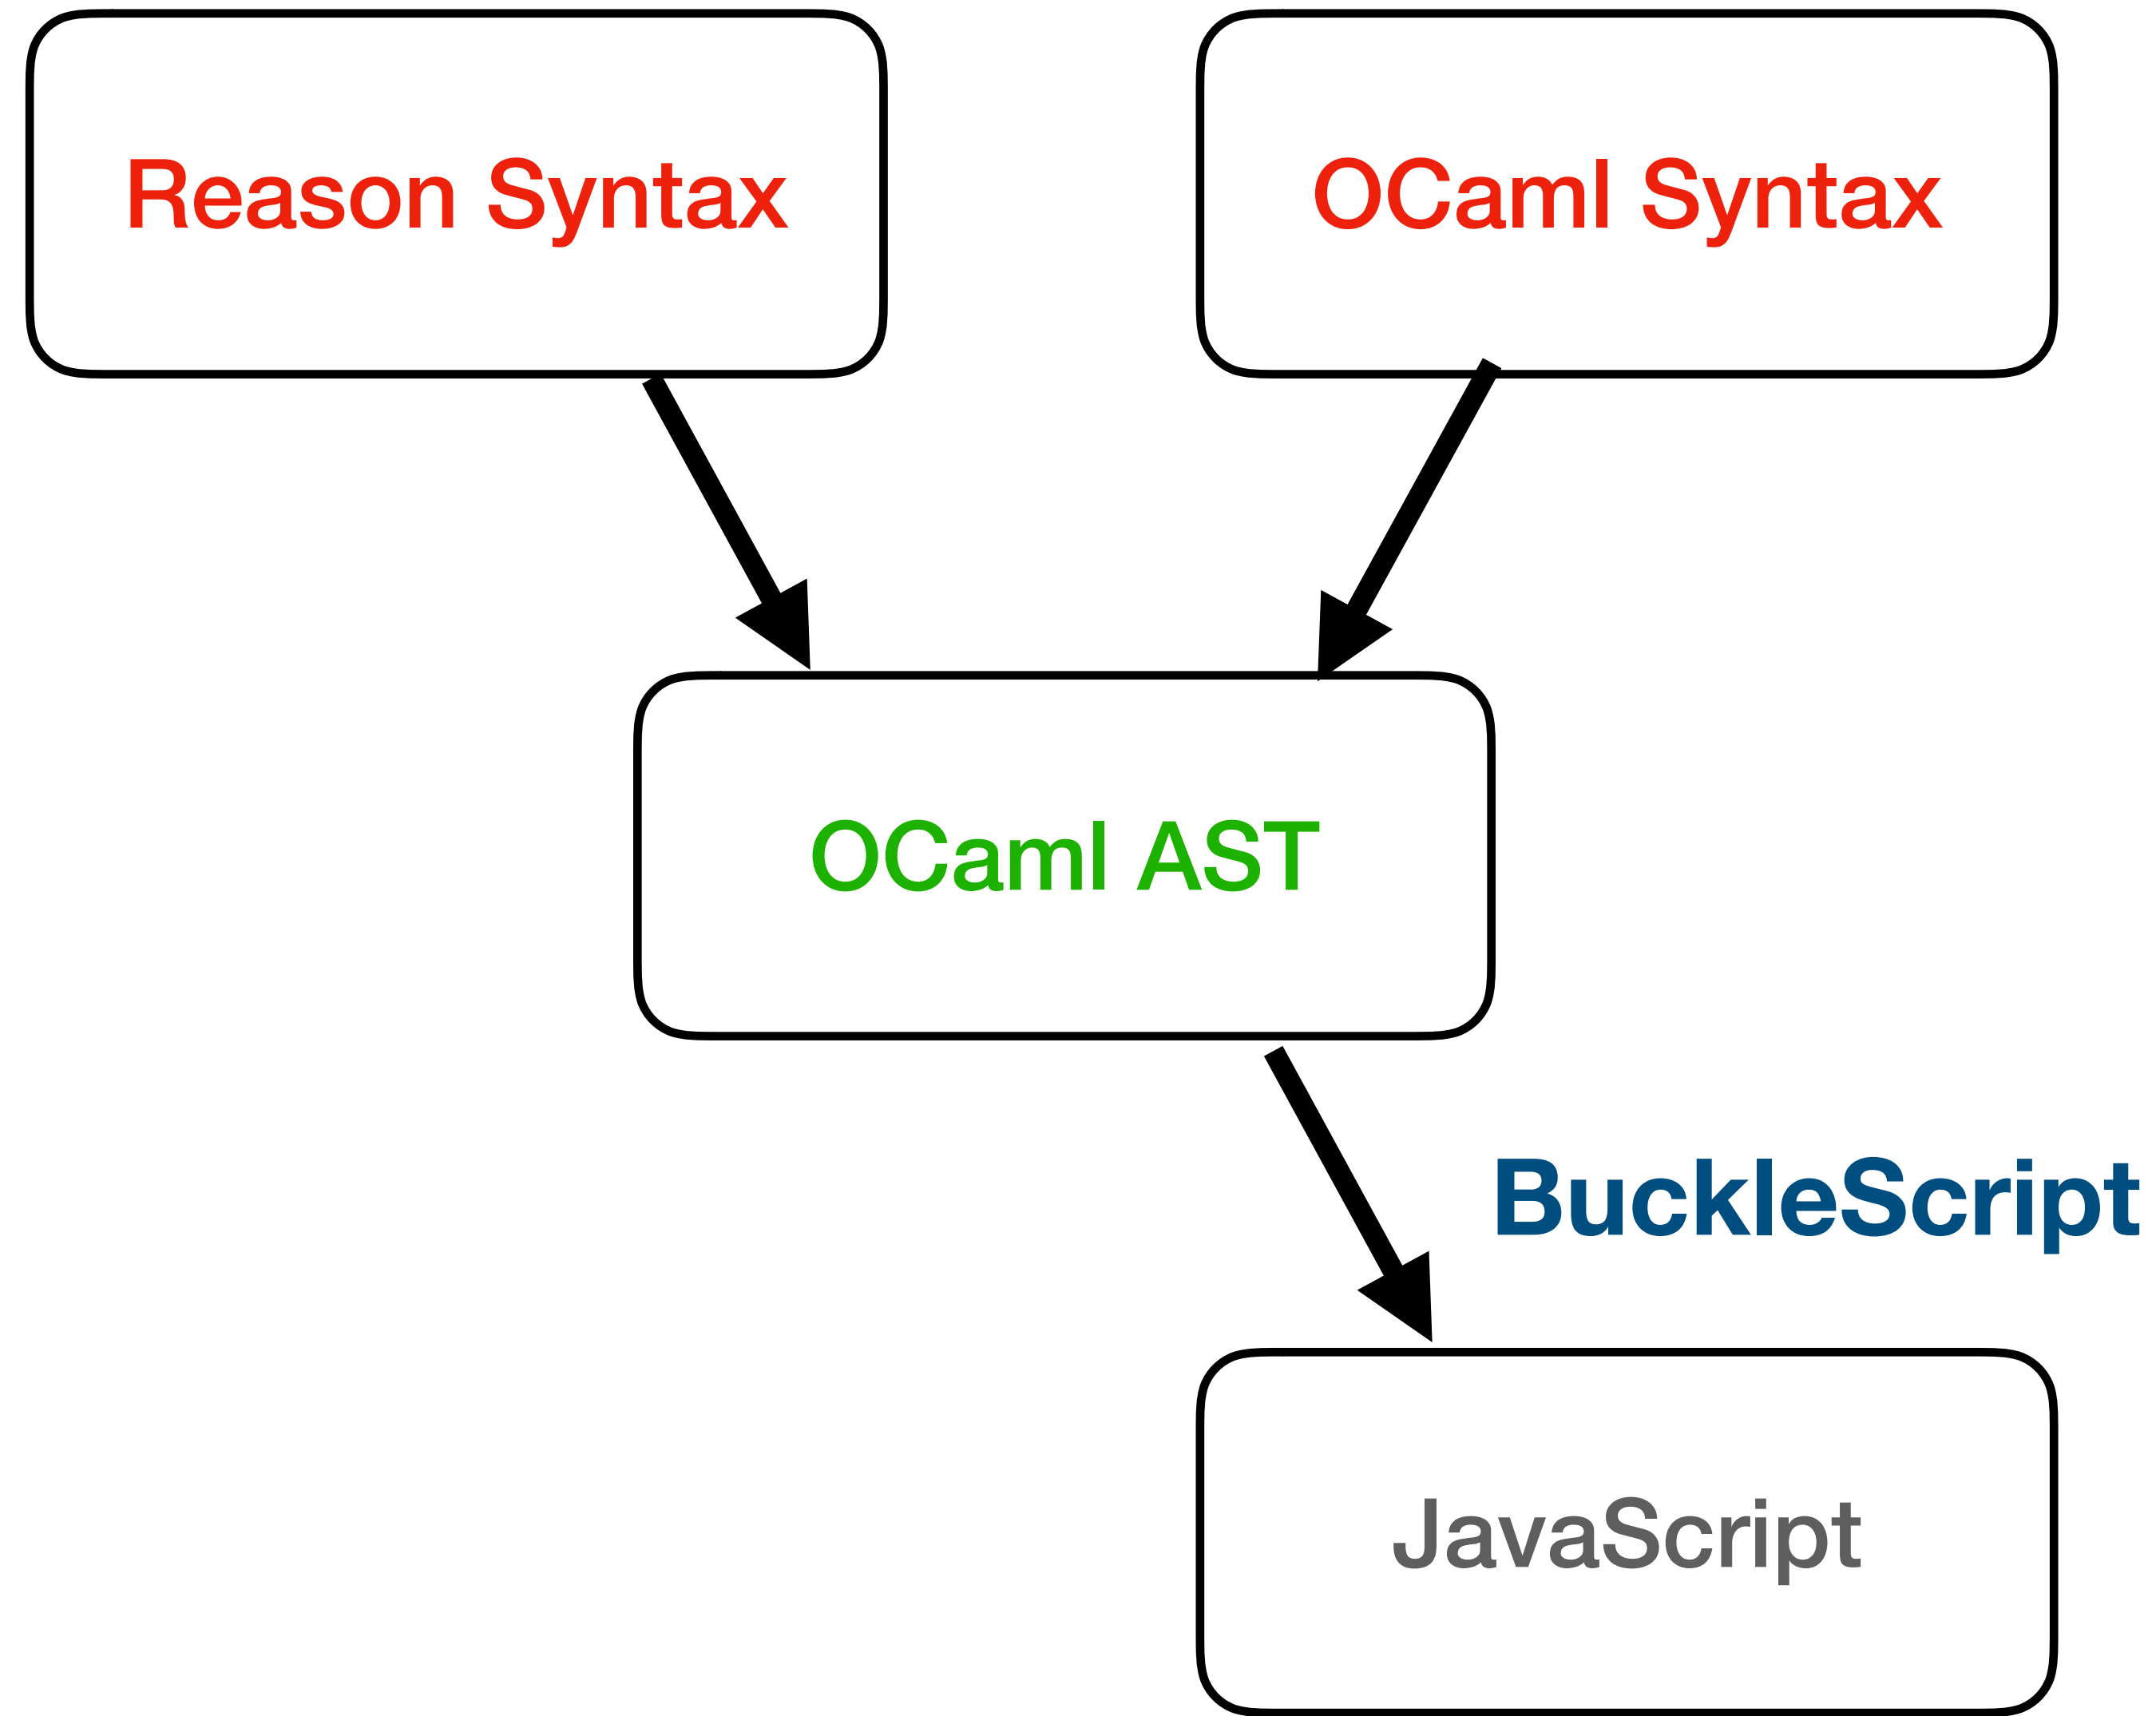 Reason Syntax
OCaml Syntax
OCaml AST
BuckleScript
JavaScript